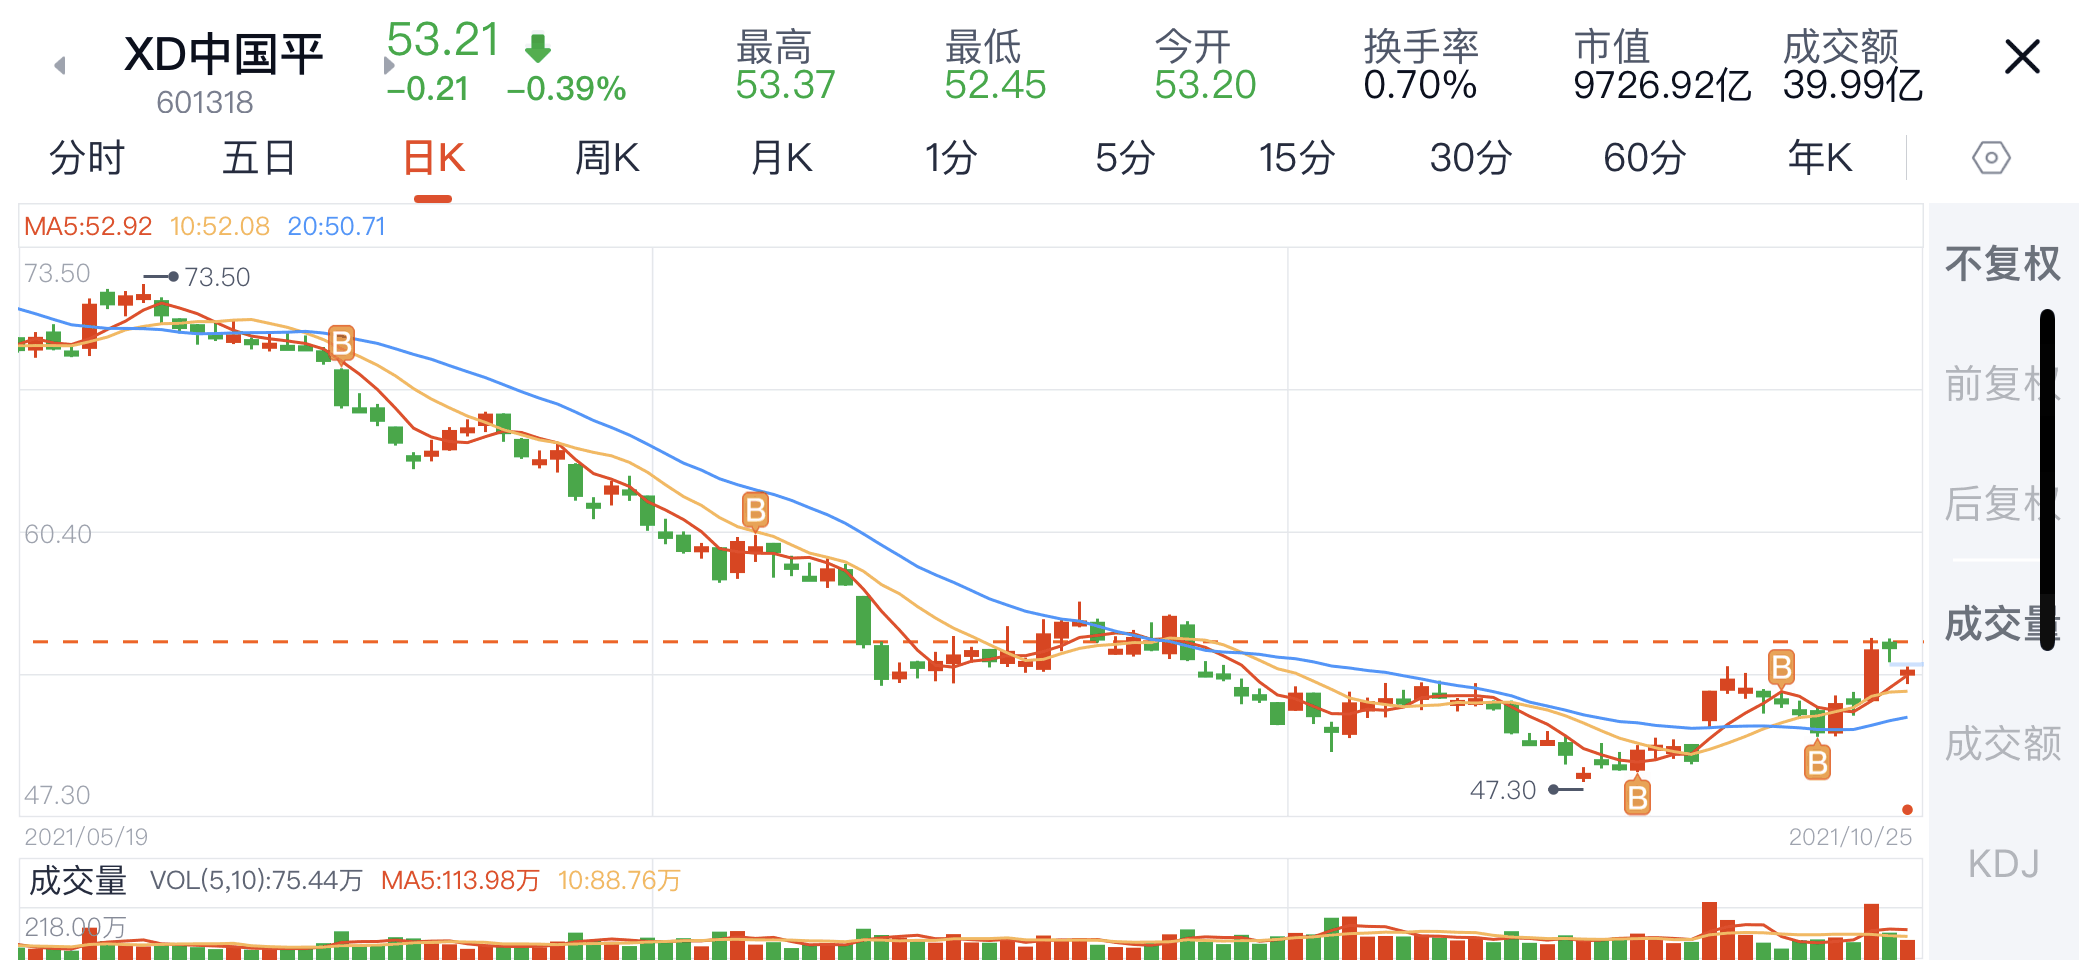 XD中国平
601318
53.21
-0.21 -0.39%
最高
53.37
最低
52.45
今开
53.20
换手率
0.70%
市值
9726.92亿
成交额
39.99亿
分时 五日 日K 周K 月K 1分 5分 15分 30分 60分 年K
MA5:52.92 10:52.08 20:50.71
73.50
73.50
B
B
60.40
B
B
B
47.30
47.30
2021/05/19 2021/10/25
成交量 VOL(5,10):75.44万 MA5:113.98万 10:88.76万
218.00万
不复权
前复权
后复权
成交量
成交额
KDJ